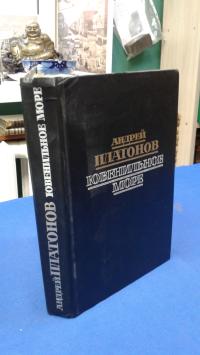 АНДРЕЙ
ПЛАТОНОВ
ЮВЕНИЛЬНОЕ
МОРЕ
АНДРЕЙ ПЛАТОНОВ ЮВЕНИЛЬНОЕ МОРЕ